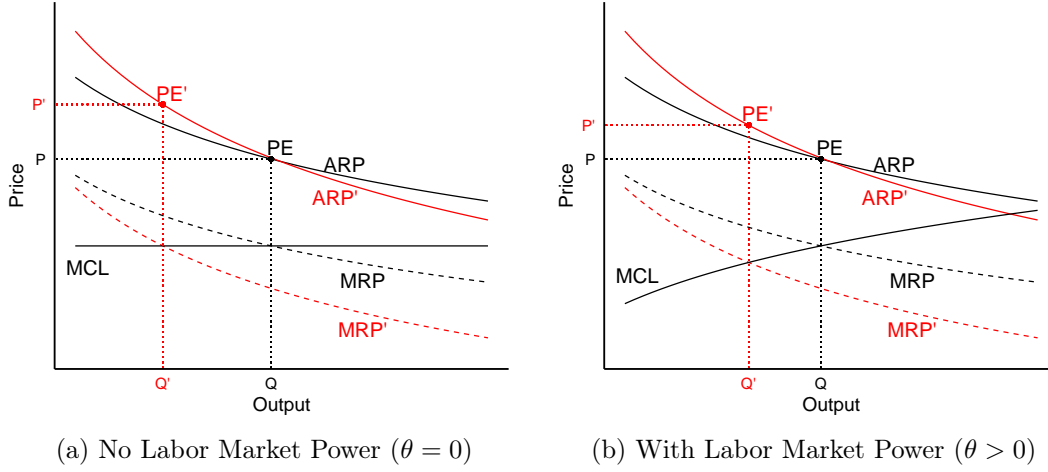 Price
P'
P
PE'
PE
ARP
ARP'
MCL
MRP
MRP'
Q'
Q
Output
(a) No Labor Market Power (θ = 0)
Price
P'
P
PE'
PE
ARP
ARP'
MCL
MRP
MRP'
Q'
Q
Output
(b) With Labor Market Power (θ > 0)